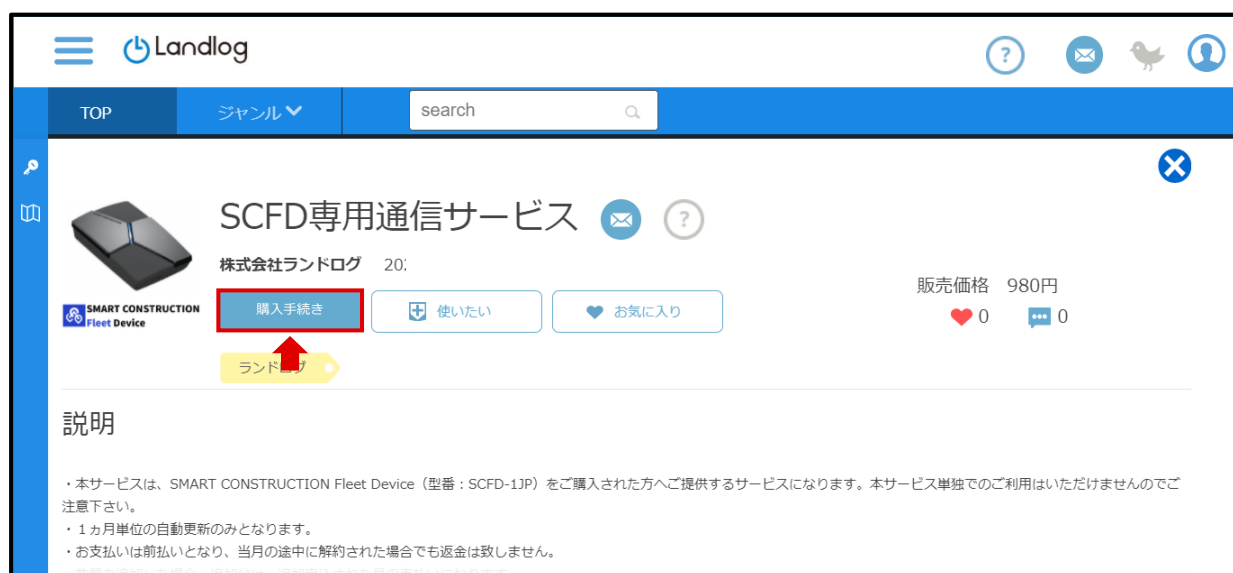 Landlog
?
TOP
ジャンル
search
SCFD専用通信サービス
?
株式会社ランドログ 202
販売価格 980円
購入手続き
使いたい
お気に入り
0
0
SMART CONSTRUCTION
Fleet Device
説明
・本サービスは、SMART CONSTRUCTION Fleet Device（型番：SCFD-1JP）をご購入された方へご提供するサービスになります。本サービス単独でのご利用はいただけませんのでご
注意下さい。
・１ヵ月単位の自動更新のみとなります。
・お支払いは前払いとなり、当月の途中に解約された場合でも返金は致しません。